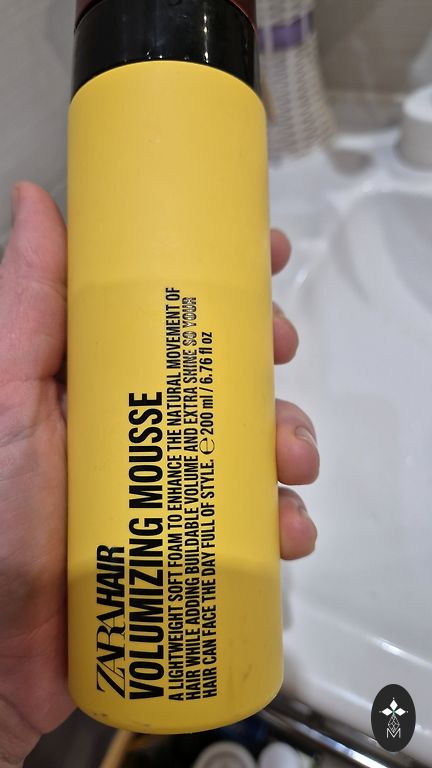 ZARAHAIR
VOLUMIZING MOUSSE
A LIGHTWEIGHT SOFT FOAM TO ENHANCE THE NATURAL MOVEMENT OF
HAIR WHILE ADDING BUILDABLE VOLUME AND EXTRA SHINE SO YOUR
HAIR CAN FACE THE DAY FULL OF STYLE. ℮ 200 ml / 6.76 fl oz
M